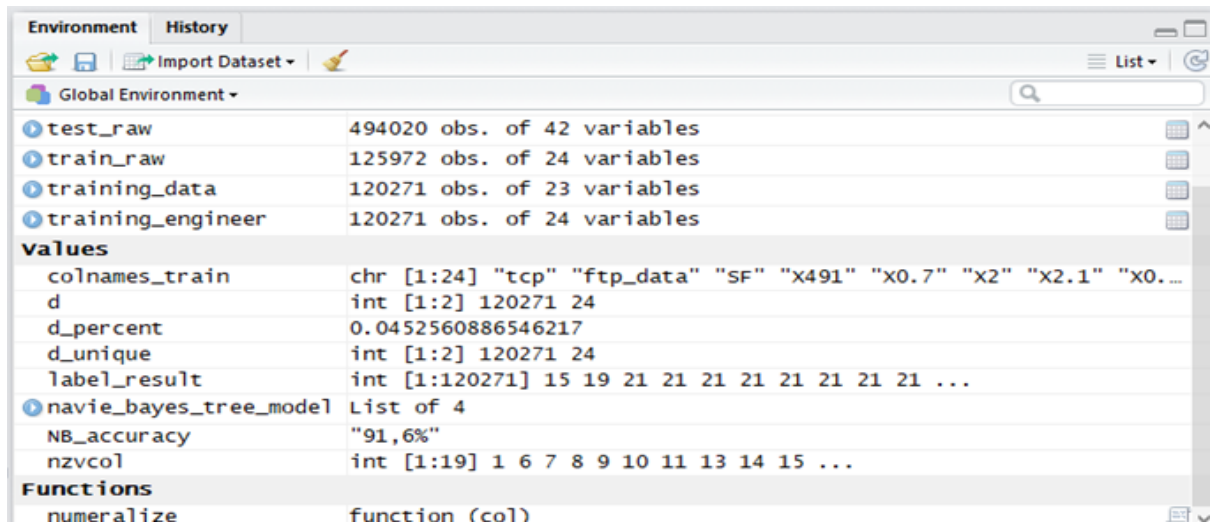 Environment History
Import Dataset List
Global Environment
test_raw 494020 obs. of 42 variables
train_raw 125972 obs. of 24 variables
training_data 120271 obs. of 23 variables
training_engineer 120271 obs. of 24 variables
Values
colnames_train chr [1:24] "tcp" "ftp_data" "SF" "X491" "X0.7" "X2" "X2.1" "X0.…
d int [1:2] 120271 24
d_percent 0.0452560886546217
d_unique int [1:2] 120271 24
label_result int [1:120271] 15 19 21 21 21 21 21 21 21 21 ...
navie_bayes_tree_model List of 4
NB_accuracy "91,6%"
nzvcol int [1:19] 1 6 7 8 9 10 11 13 14 15 ...
Functions
numeralize function (col)